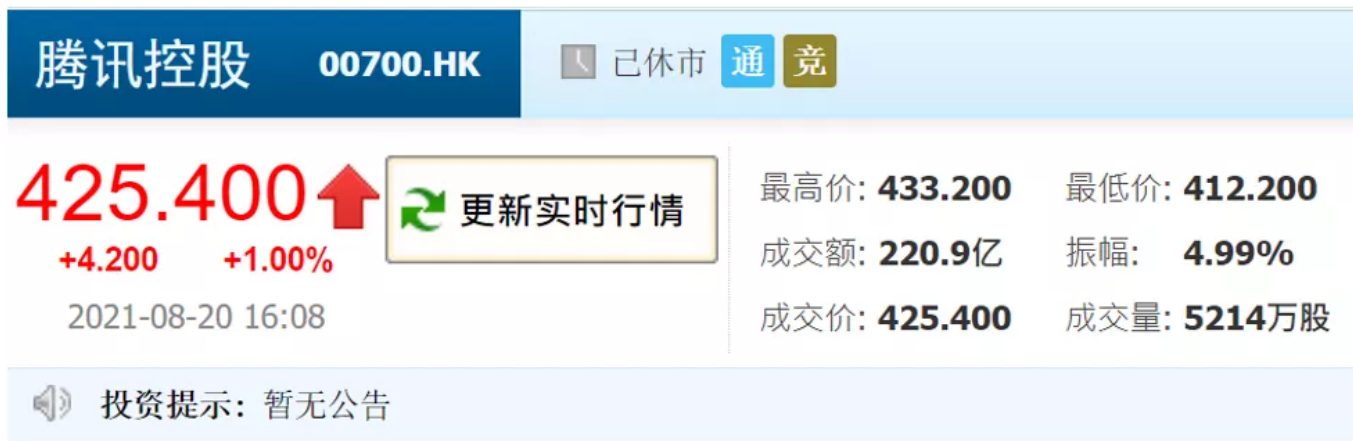 腾讯控股 00700.HK 已休市 通 竞
425.400 更新实时行情
+4.200 +1.00%
2021-08-20 16:08
最高价: 433.200 最低价: 412.200
成交额: 220.9亿 振幅: 4.99%
成交价: 425.400 成交量: 5214万股
投资提示: 暂无公告